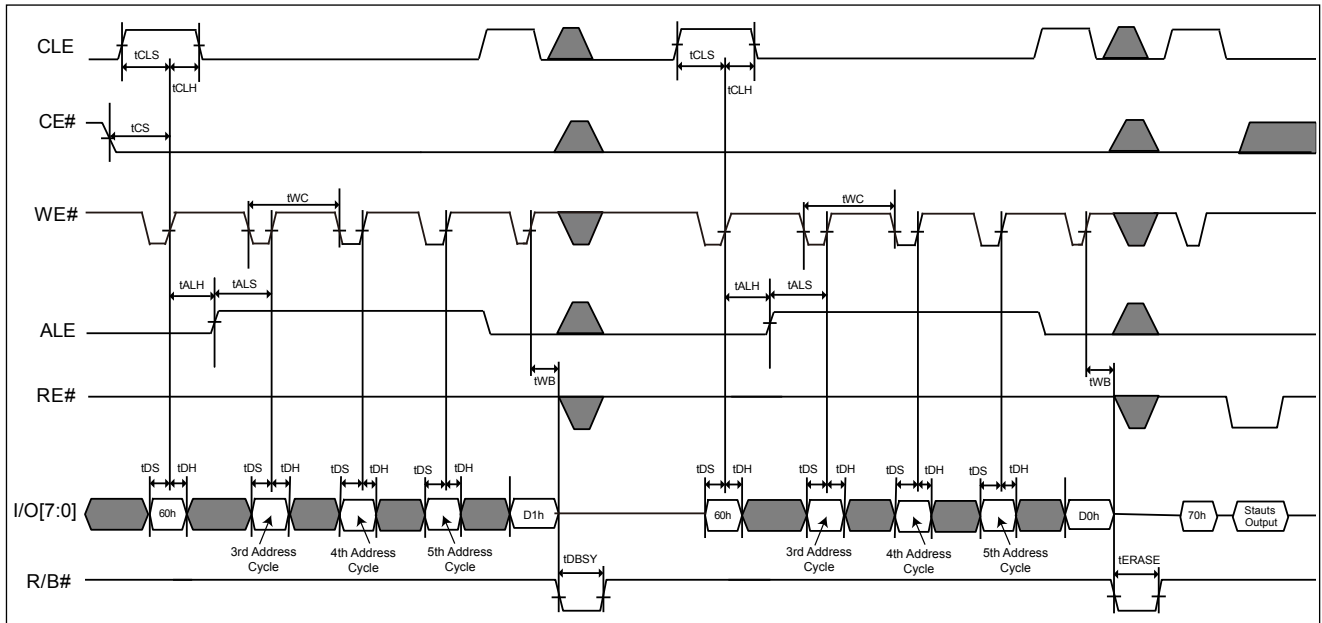 CLE
tCLS
tCLH
tCLS
tCLH
CE#
tCS
WE#
tWC
tWC
tALH
tALS
tALH
tALS
ALE
tWB
tWB
RE#
tDS
tDH
tDS
tDH
tDS
tDH
tDS
tDH
tDS
tDH
tDS
tDH
tDS
tDH
tDS
tDH
I/O[7:0]
60h
D1h
60h
D0h
70h
Stauts
Output
3rd Address
Cycle
4th Address
Cycle
5th Address
Cycle
3rd Address
Cycle
4th Address
Cycle
5th Address
Cycle
tDBSY
tERASE
R/B#